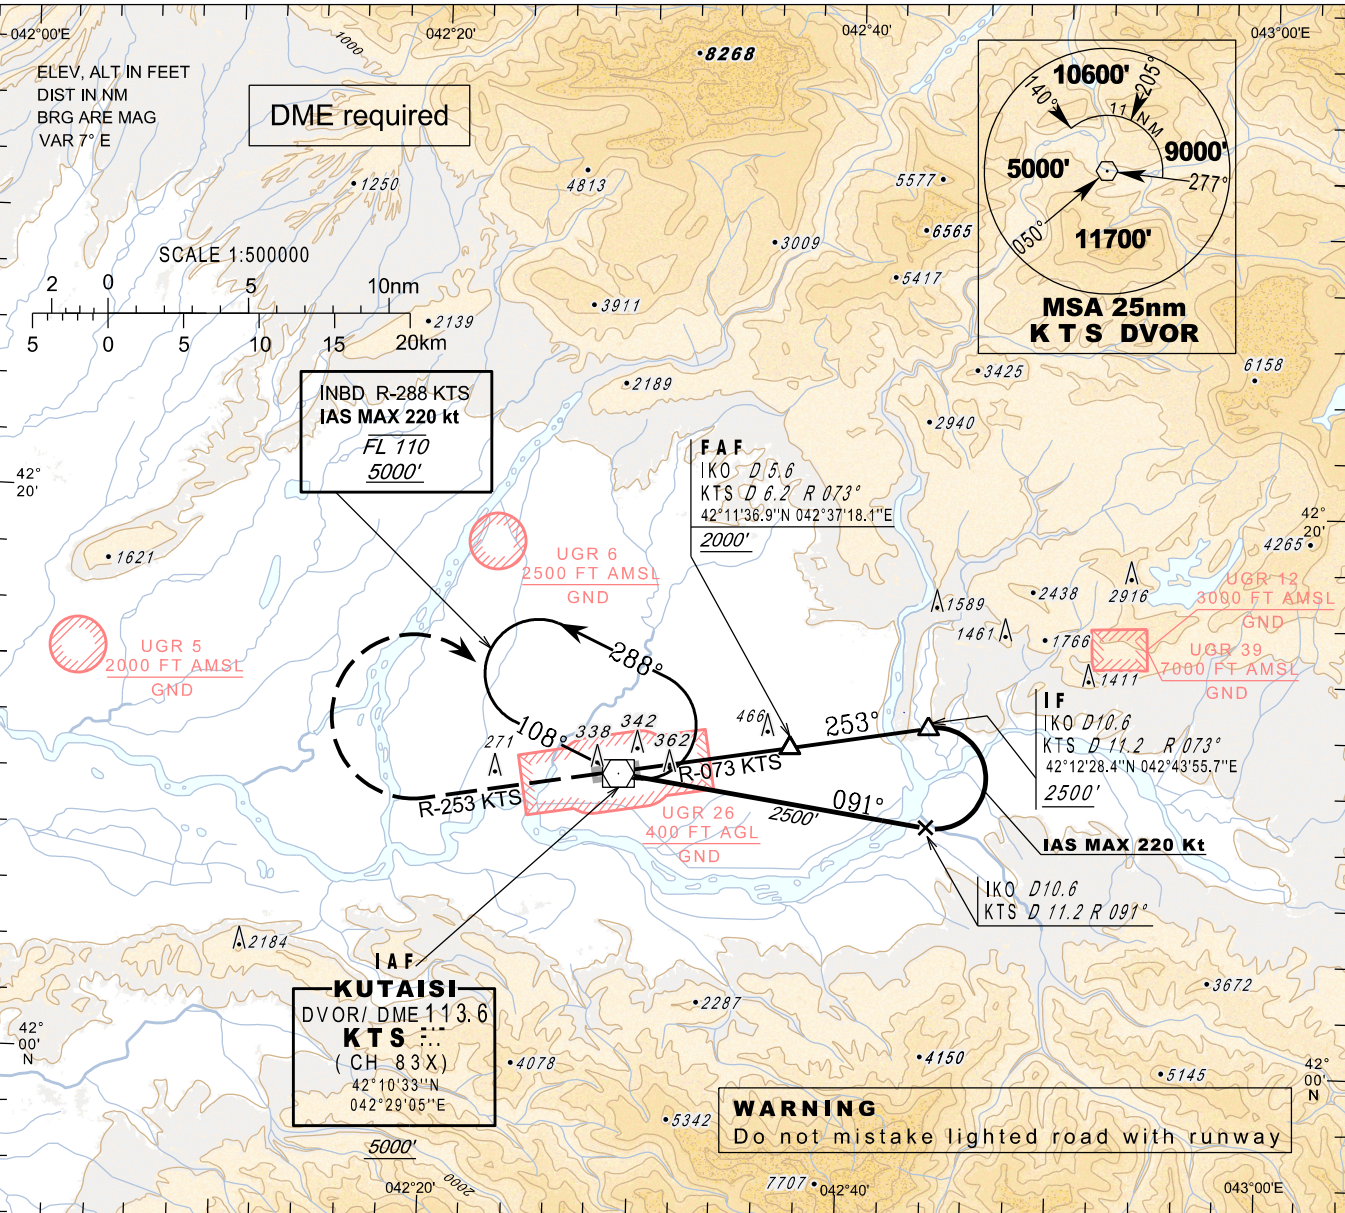 042°00'E
042°20'
042°40'
043°00'E
1000
8268
ELEV, ALT IN FEET
DIST IN NM
BRG ARE MAG
VAR 7° E
DME required
10600'
140°
205°
11 NM
5000'
9000'
277°
050°
11700'
MSA 25nm
KTS DVOR
1250
4813
5577
6565
3009
5417
SCALE 1:500000
2 0 5 10nm
5 0 5 10 15 20km
3911
2139
2189
3425
6158
2940
INBD R-288 KTS
IAS MAX 220 kt
FL 110
5000'
FAF
IKO D 5.6
KTS D 6.2 R 073°
42°11'36.9"N 042°37'18.1"E
2000'
42°
20'
42°
20'
4265
1621
UGR 6
2500 FT AMSL
GND
UGR 5
2000 FT AMSL
GND
1589
2438
2916
1461
1766
1411
UGR 12
3000 FT AMSL
GND
UGR 39
7000 FT AMSL
GND
288°
108°
271
338
342
362
466
253°
R-073 KTS
R-253 KTS
091°
2500'
UGR 26
400 FT AGL
GND
IF
IKO D10.6
KTS D 11.2 R 073°
42°12'28.4"N 042°43'55.7"E
2500'
IAS MAX 220 Kt
IKO D10.6
KTS D 11.2 R 091°
2184
IAF
KUTAISI
DVOR/ DME 113.6
KTS
(CH 83X)
42°10'33"N
042°29'05"E
5000'
42°
00'
N
42°
00'
N
2287
3672
4078
4150
5145
5342
7707
2000
WARNING
Do not mistake lighted road with runway
042°20'
042°40'
043°00'E